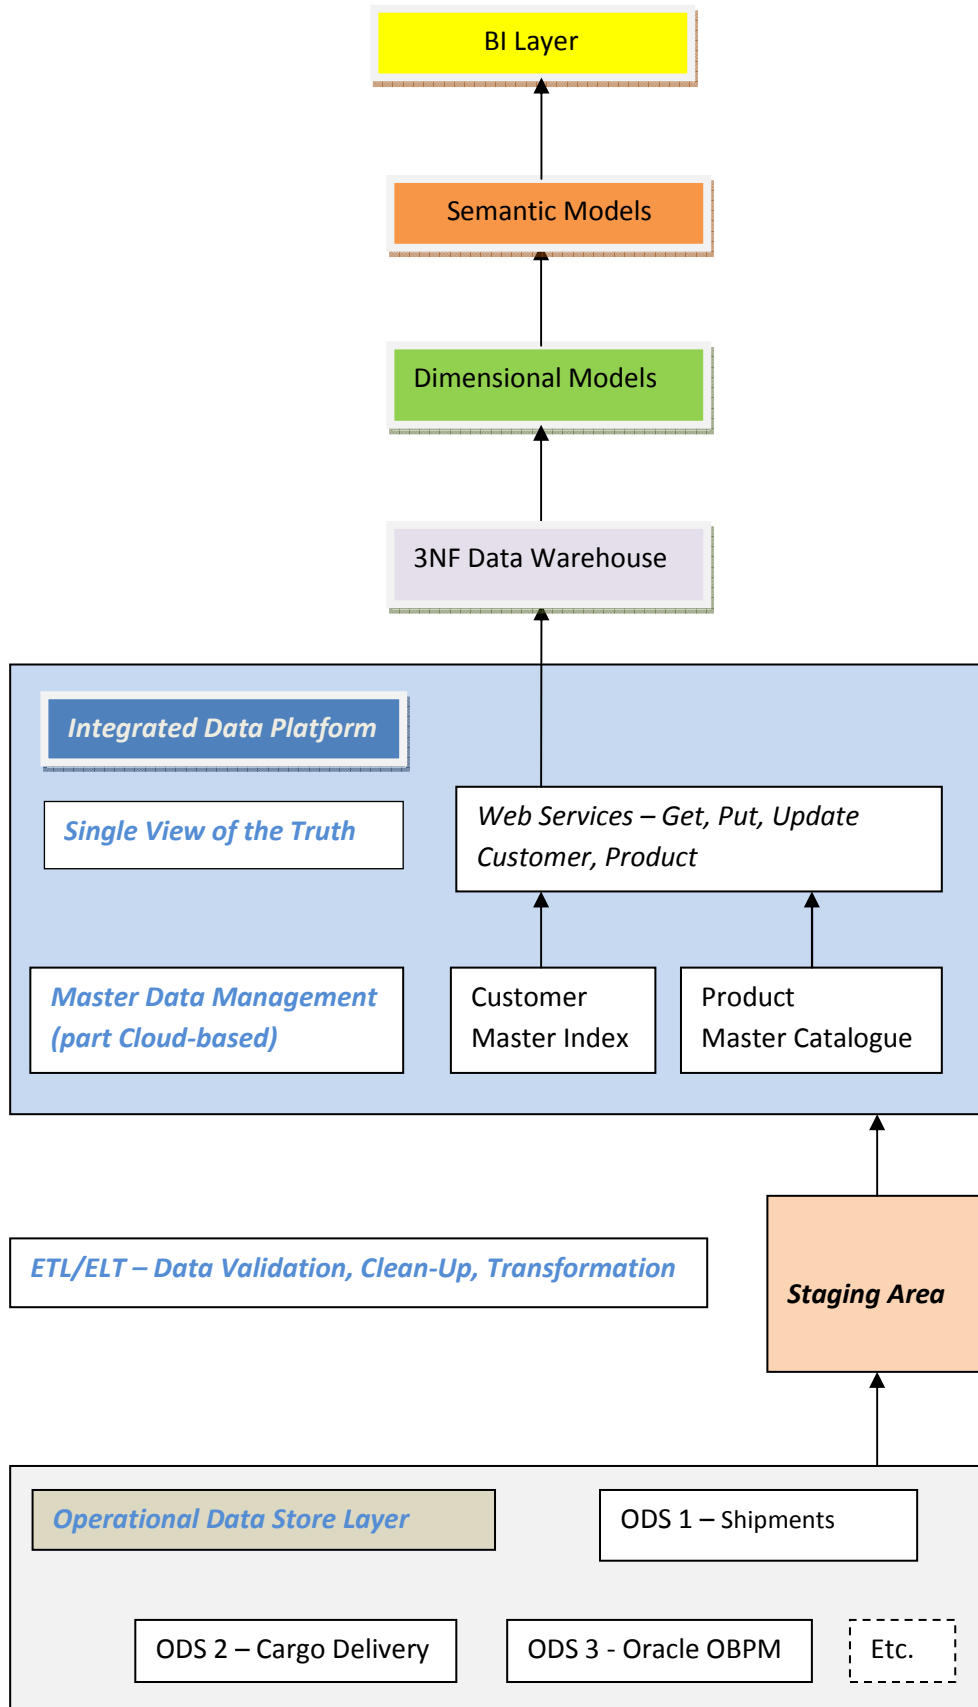 BI Layer
Semantic Models
Dimensional Models
3NF Data Warehouse
Integrated Data Platform
Single View of the Truth
Web Services – Get, Put, Update
Customer, Product
Master Data Management
(part Cloud-based)
Customer
Master Index
Product
Master Catalogue
ETL/ELT – Data Validation, Clean-Up, Transformation
Staging Area
Operational Data Store Layer
ODS 1 – Shipments
ODS 2 – Cargo Delivery
ODS 3 - Oracle OBPM
Etc.